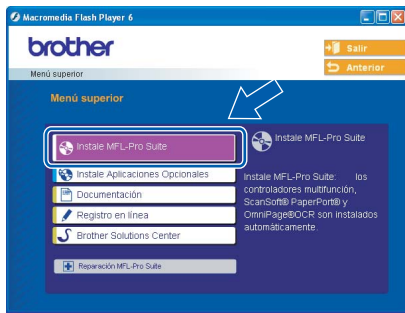 Macromedia Flash Player 6
brother
Salir
Anterior
Menú superior
Menú superior
Instale MFL-Pro Suite
Instale Aplicaciones Opcionales
Documentación
Registro en línea
Brother Solutions Center
Reparación MFL-Pro Suite
Instale MFL-Pro Suite
Instale MFL-Pro Suite: los
controladores multifunción,
ScanSoft® PaperPort® y
OmniPage®OCR son instalados
automáticamente.